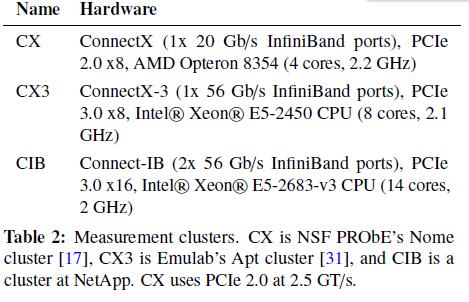 Name Hardware
CX ConnectX (1x 20 Gb/s InfiniBand ports), PCIe
2.0 x8, AMD Opteron 8354 (4 cores, 2.2 GHz)
CX3 ConnectX-3 (1x 56 Gb/s InfiniBand ports), PCIe
3.0 x8, Intel® Xeon® E5-2450 CPU (8 cores, 2.1
GHz)
CIB Connect-IB (2x 56 Gb/s InfiniBand ports), PCIe
3.0 x16, Intel® Xeon® E5-2683-v3 CPU (14 cores,
2 GHz)
Table 2: Measurement clusters. CX is NSF PRObE's Nome
cluster [17], CX3 is Emulab's Apt cluster [31], and CIB is a
cluster at NetApp. CX uses PCIe 2.0 at 2.5 GT/s.